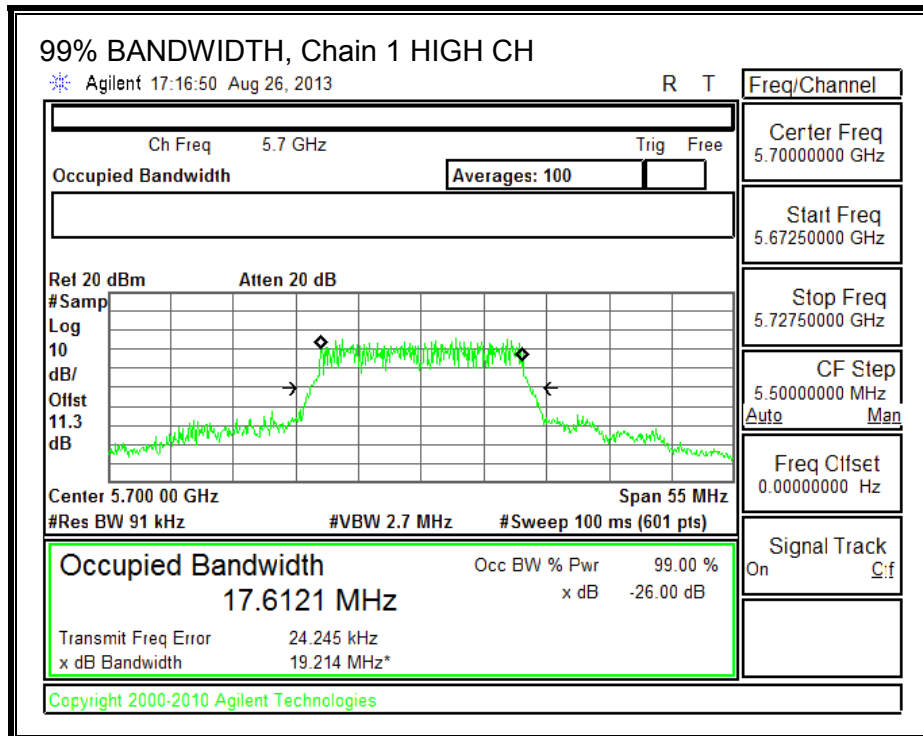 99% BANDWIDTH, Chain 1 HIGH CH
Agilent 17:16:50 Aug 26, 2013 R T
Ch Freq 5.7 GHz Trig Free
Occupied Bandwidth Averages: 100
Ref 20 dBm Atten 20 dB
#Samp
Log
10
dB/
Offst
11.3
dB
Center 5.700 00 GHz Span 55 MHz
#Res BW 91 kHz #VBW 2.7 MHz #Sweep 100 ms (601 pts)
Occupied Bandwidth Occ BW % Pwr 99.00 %
17.6121 MHz x dB -26.00 dB
Transmit Freq Error 24.245 kHz
x dB Bandwidth 19.214 MHz*
Copyright 2000-2010 Agilent Technologies
Freq/Channel
Center Freq
5.70000000 GHz
Start Freq
5.67250000 GHz
Stop Freq
5.72750000 GHz
CF Step
5.50000000 MHz
Auto Man
Freq Offset
0.00000000 Hz
Signal Track
On Off